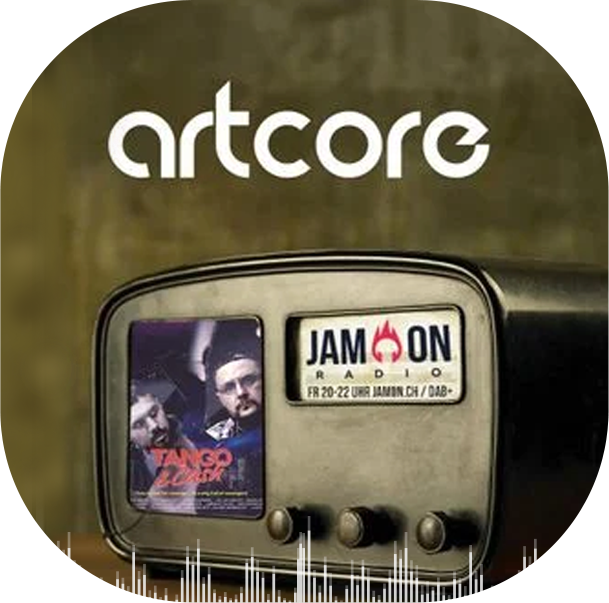 artcore
JAM ON
RADIO
FR 20-22 UHR JAMON.CH / DAB+
TANGO
& CASH